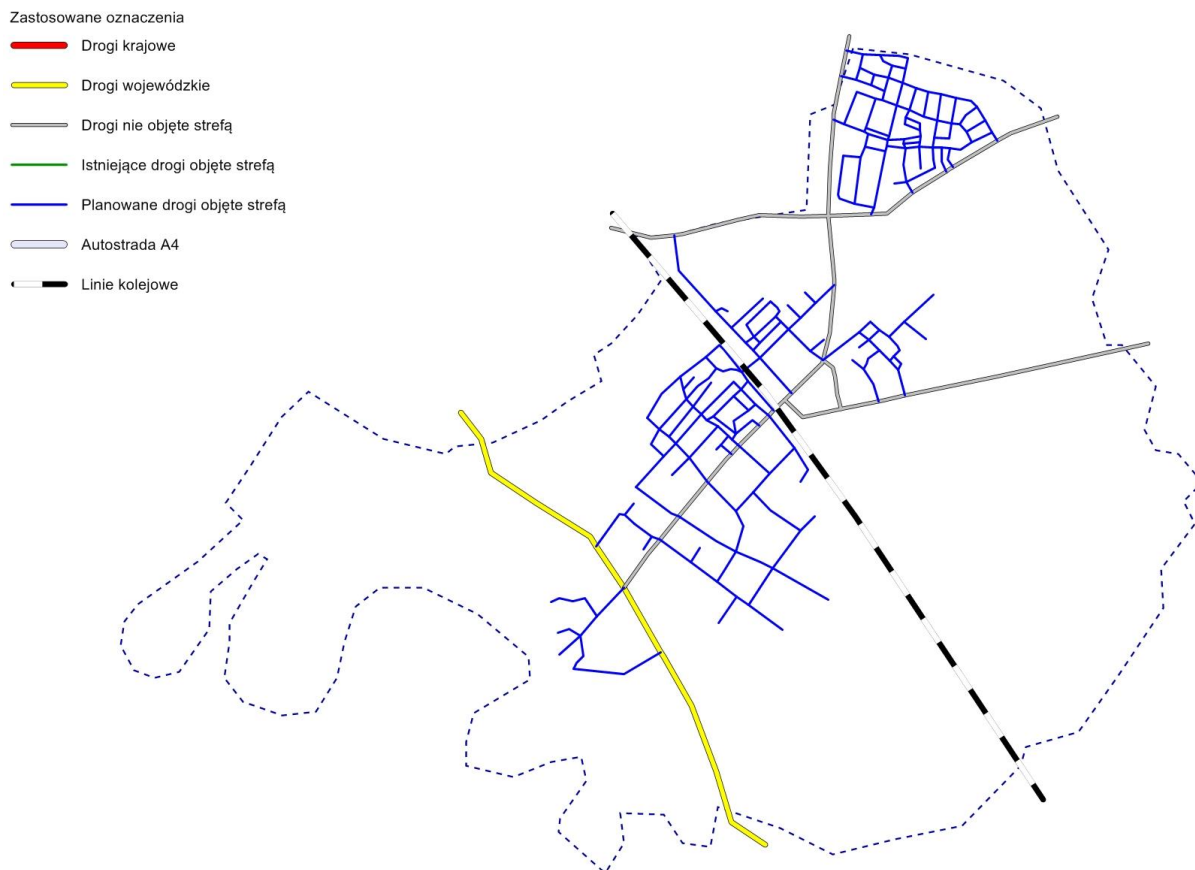 Zastosowane oznaczenia
Drogi krajowe
Drogi wojewódzkie
Drogi nie objęte strefą
Istniejące drogi objęte strefą
Planowane drogi objęte strefą
Autostrada A4
Linie kolejowe